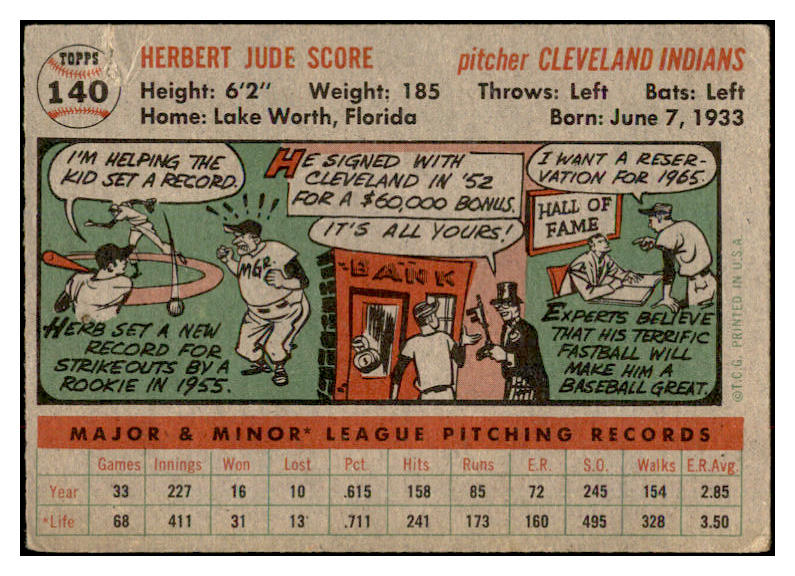 TOPPS
140
HERBERT JUDE SCORE
pitcher CLEVELAND INDIANS
Height: 6'2" Weight: 185 Throws: Left Bats: Left
Home: Lake Worth, Florida Born: June 7, 1933
I'M HELPING THE
KID SET A RECORD.
MGR.
HERB SET A NEW
RECORD FOR
STRIKEOUTS BY A
ROOKIE IN 1955.
HE SIGNED WITH
CLEVELAND IN '52
FOR A $60,000 BONUS.
IT'S ALL YOURS!
BANK
I WANT A RESER-
VATION FOR 1965.
HALL OF
FAME
EXPERTS BELIEVE
THAT HIS TERRIFIC
FASTBALL WILL
MAKE HIM A
BASEBALL GREAT.
©T.C.G. PRINTED IN U.S.A.
MAJOR & MINOR* LEAGUE PITCHING RECORDS
Games Innings Won Lost Pct. Hits Runs E.R. S.O. Walks E.R.Avg.
Year 33 227 16 10 .615 158 85 72 245 154 2.85
*Life 68 411 31 13 .711 241 173 160 495 328 3.50